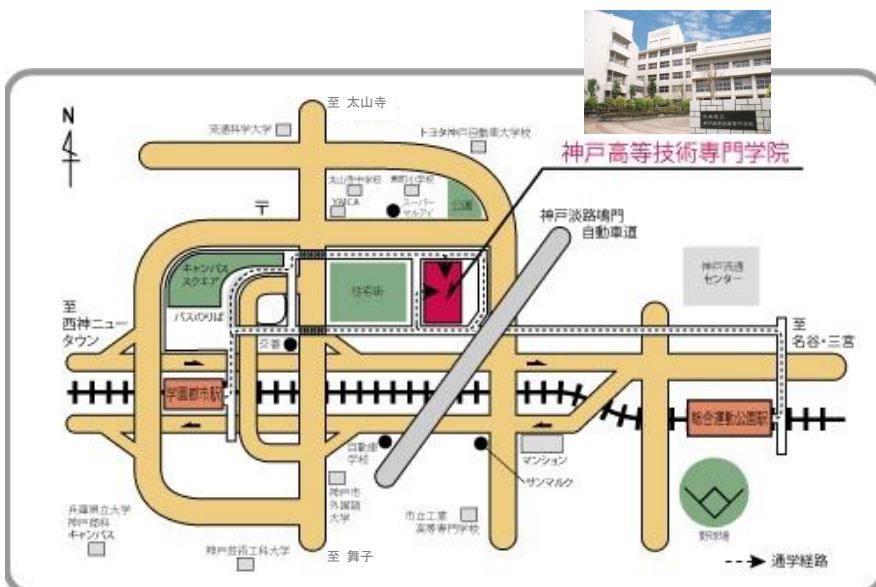 至 太山寺
N
流通科学大学
トヨタ神戸自動車大学校
神戸高等技術専門学院
太山寺中学校
東町小学校
〒
YMCA
スーパー
マルアイ
公園
神戸淡路鳴門
自動車道
キャンパス
スクエア
住宅街
神戸流通
センター
至
西神ニュー
タウン
バスのりば
交番
至
名谷・三宮
学園都市駅
総合運動公園駅
自動車
学校
マンション
サンマルク
神戸市
外国語
大学
市立工業
高等専門学校
兵庫県立大学
神戸商科
キャンパス
神戸芸術工科大学
至 舞子
野球場
通学経路